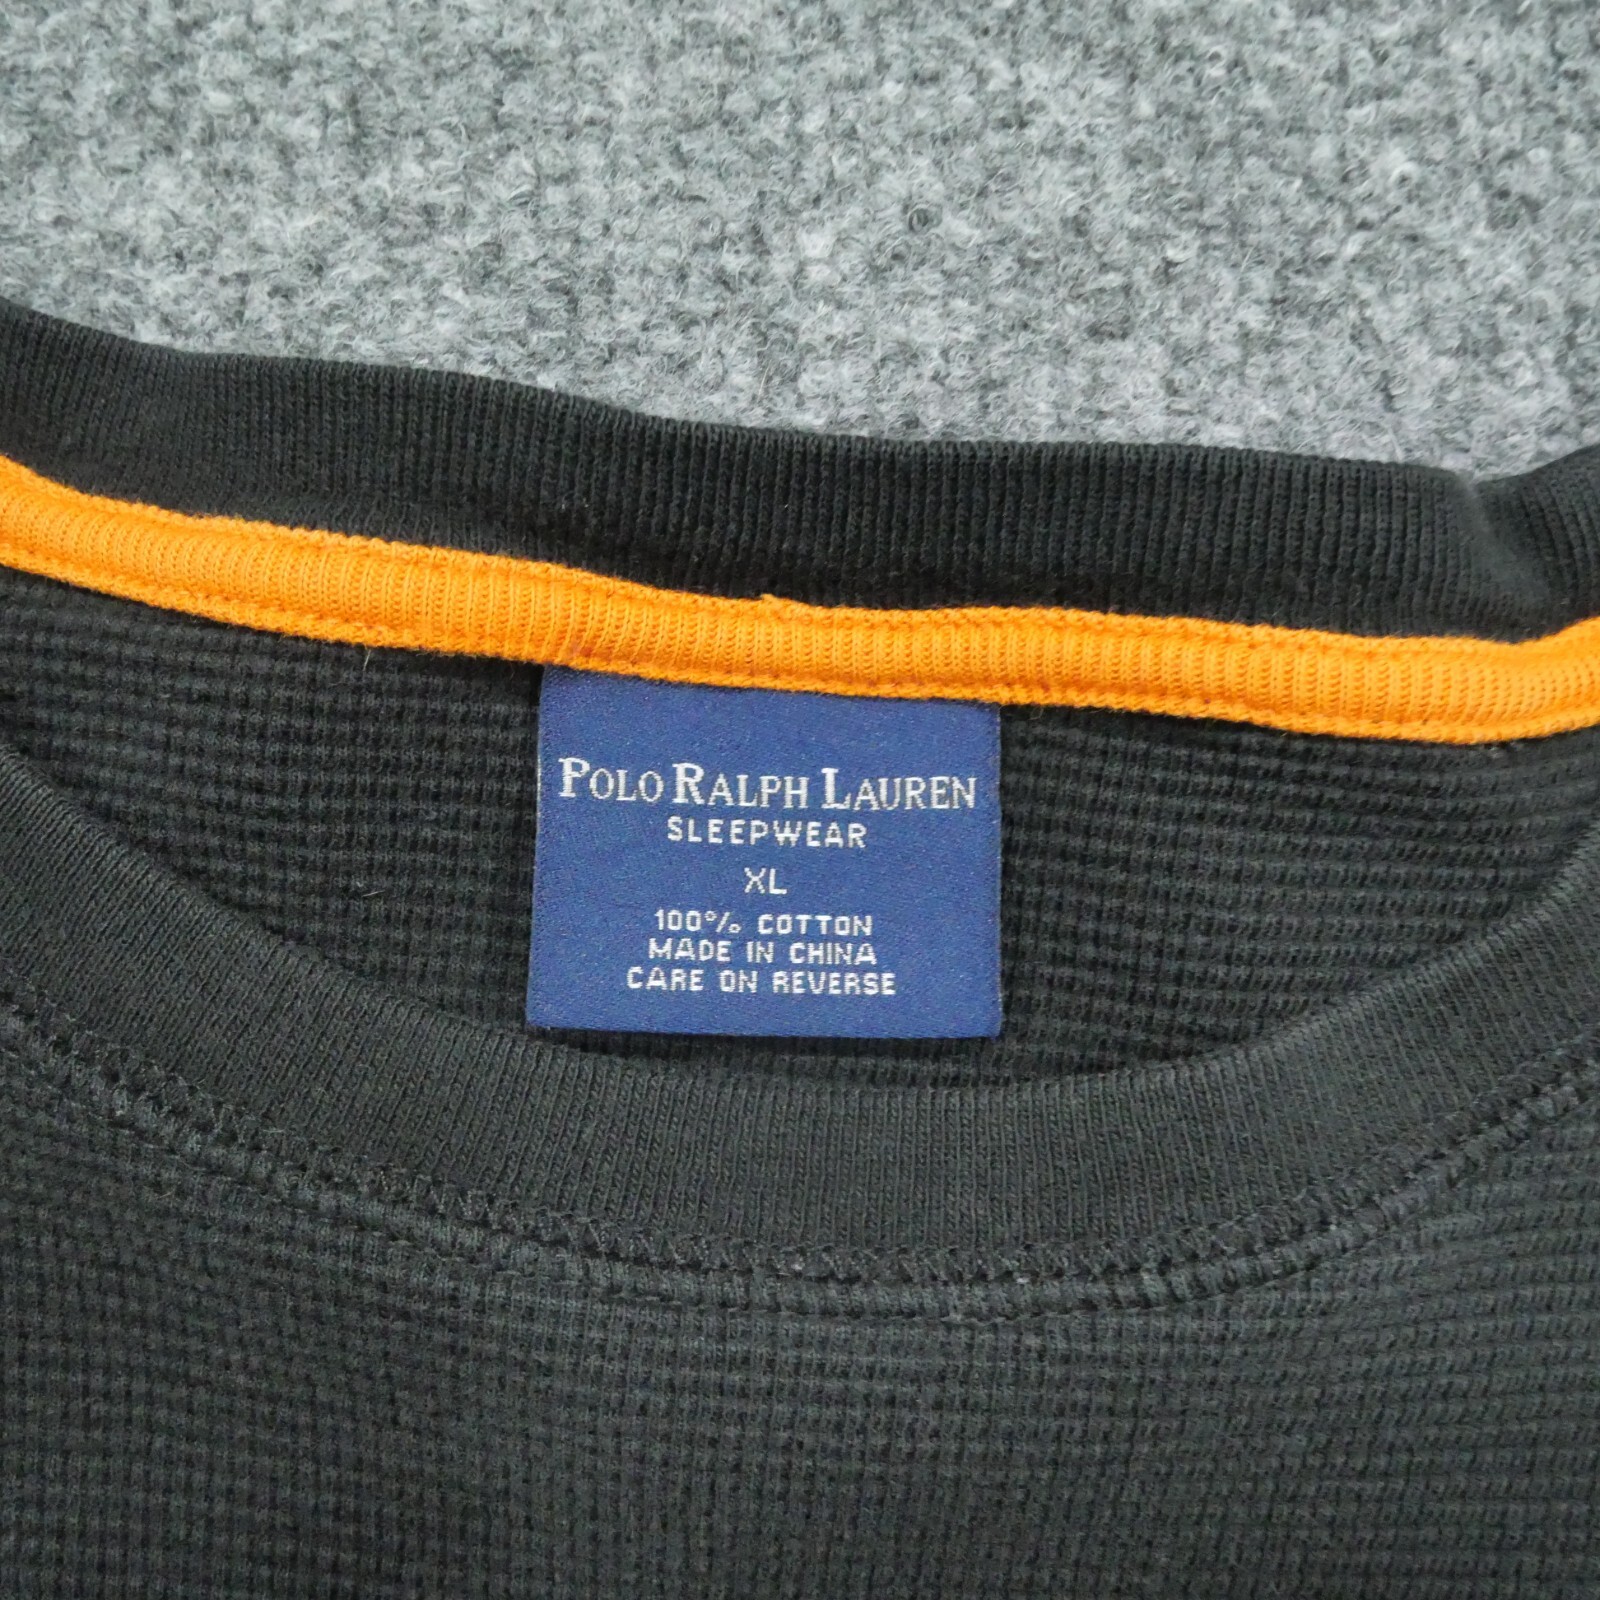 POLO RALPH LAUREN
SLEEPWEAR
XL
100% COTTON
MADE IN CHINA
CARE ON REVERSE